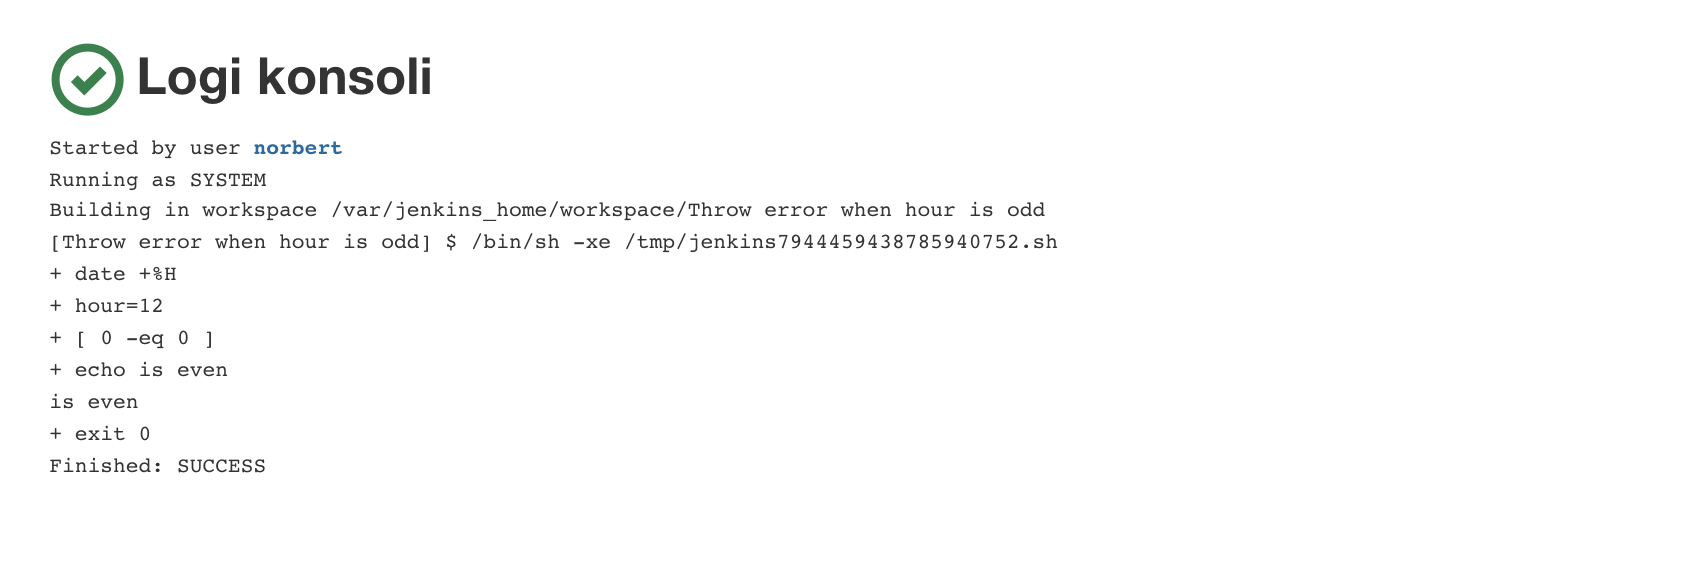 Logi konsoli
Started by user norbert
Running as SYSTEM
Building in workspace /var/jenkins_home/workspace/Throw error when hour is odd
[Throw error when hour is odd] $ /bin/sh -xe /tmp/jenkins7944459438785940752.sh
+ date +%H
+ hour=12
+ [ 0 -eq 0 ]
+ echo is even
is even
+ exit 0
Finished: SUCCESS